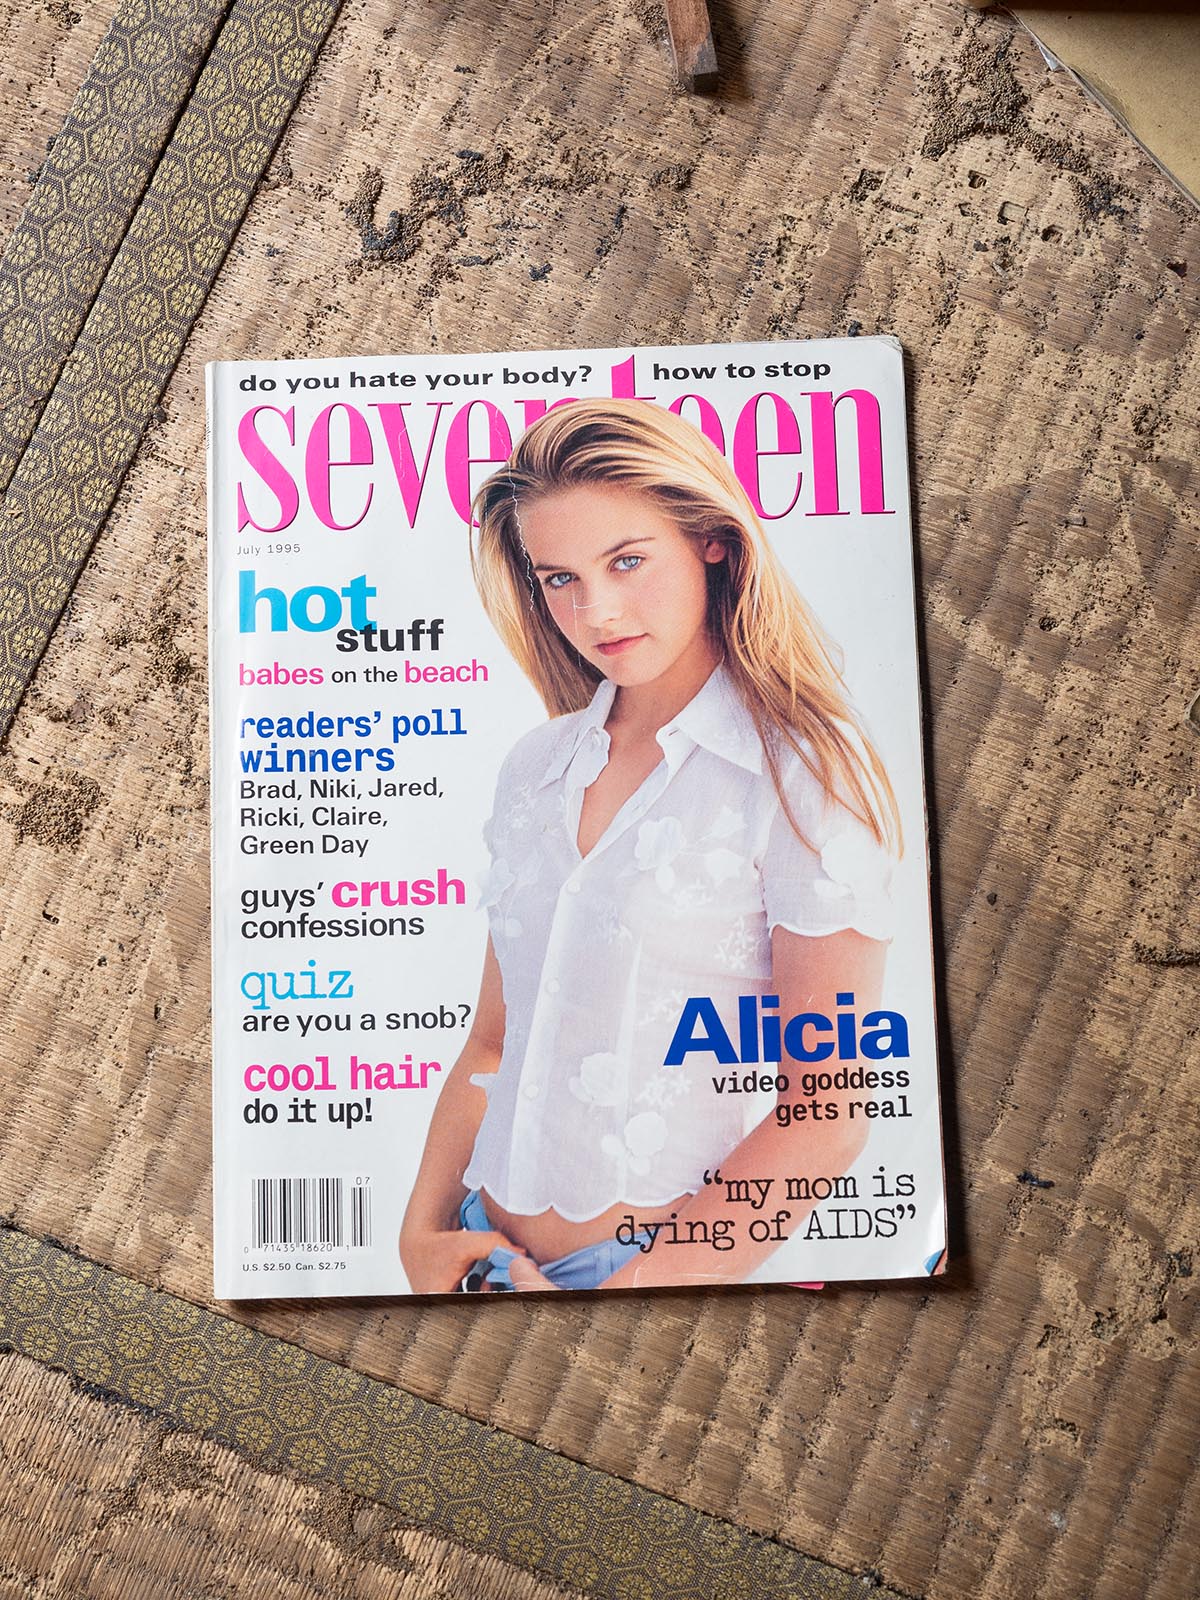 do you hate your body? how to stop
seventeen
July 1995
hot
stuff
babes on the beach
readers' poll
winners
Brad, Niki, Jared,
Ricki, Claire,
Green Day
guys' crush
confessions
quiz
are you a snob?
cool hair
do it up!
Alicia
video goddess
gets real
“my mom is
dying of AIDS”
07
0 71435 18620 1
U.S. $2.50 Can. $2.75